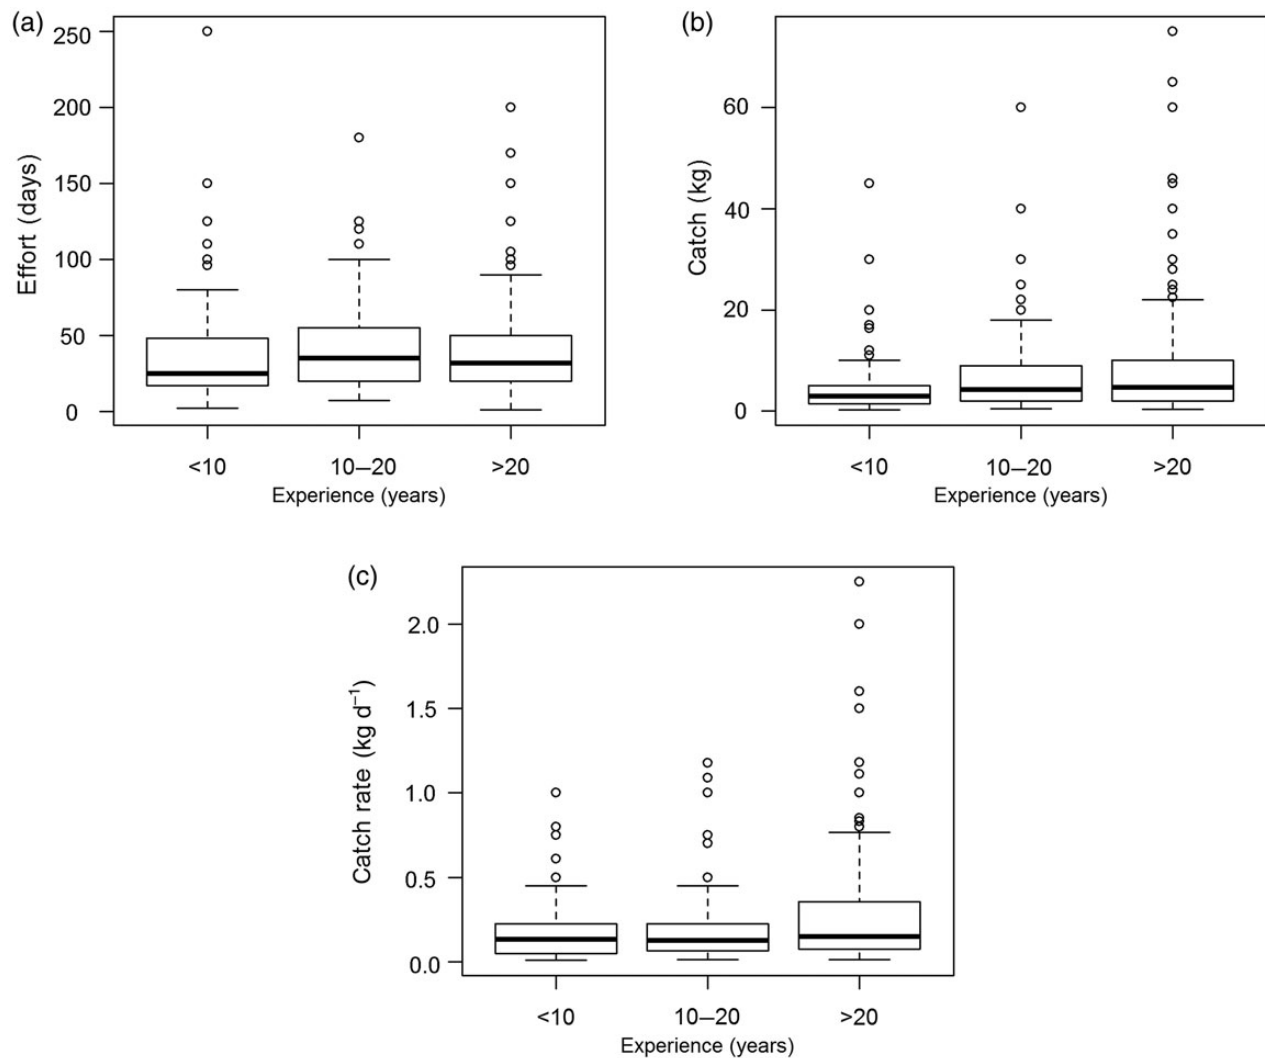 (a)
250
200
150
100
50
0
Effort (days)
<10 10–20 >20
Experience (years)
(b)
60
40
20
0
Catch (kg)
<10 10–20 >20
Experience (years)
(c)
2.0
1.5
1.0
0.5
0.0
Catch rate (kg d⁻¹)
<10 10–20 >20
Experience (years)